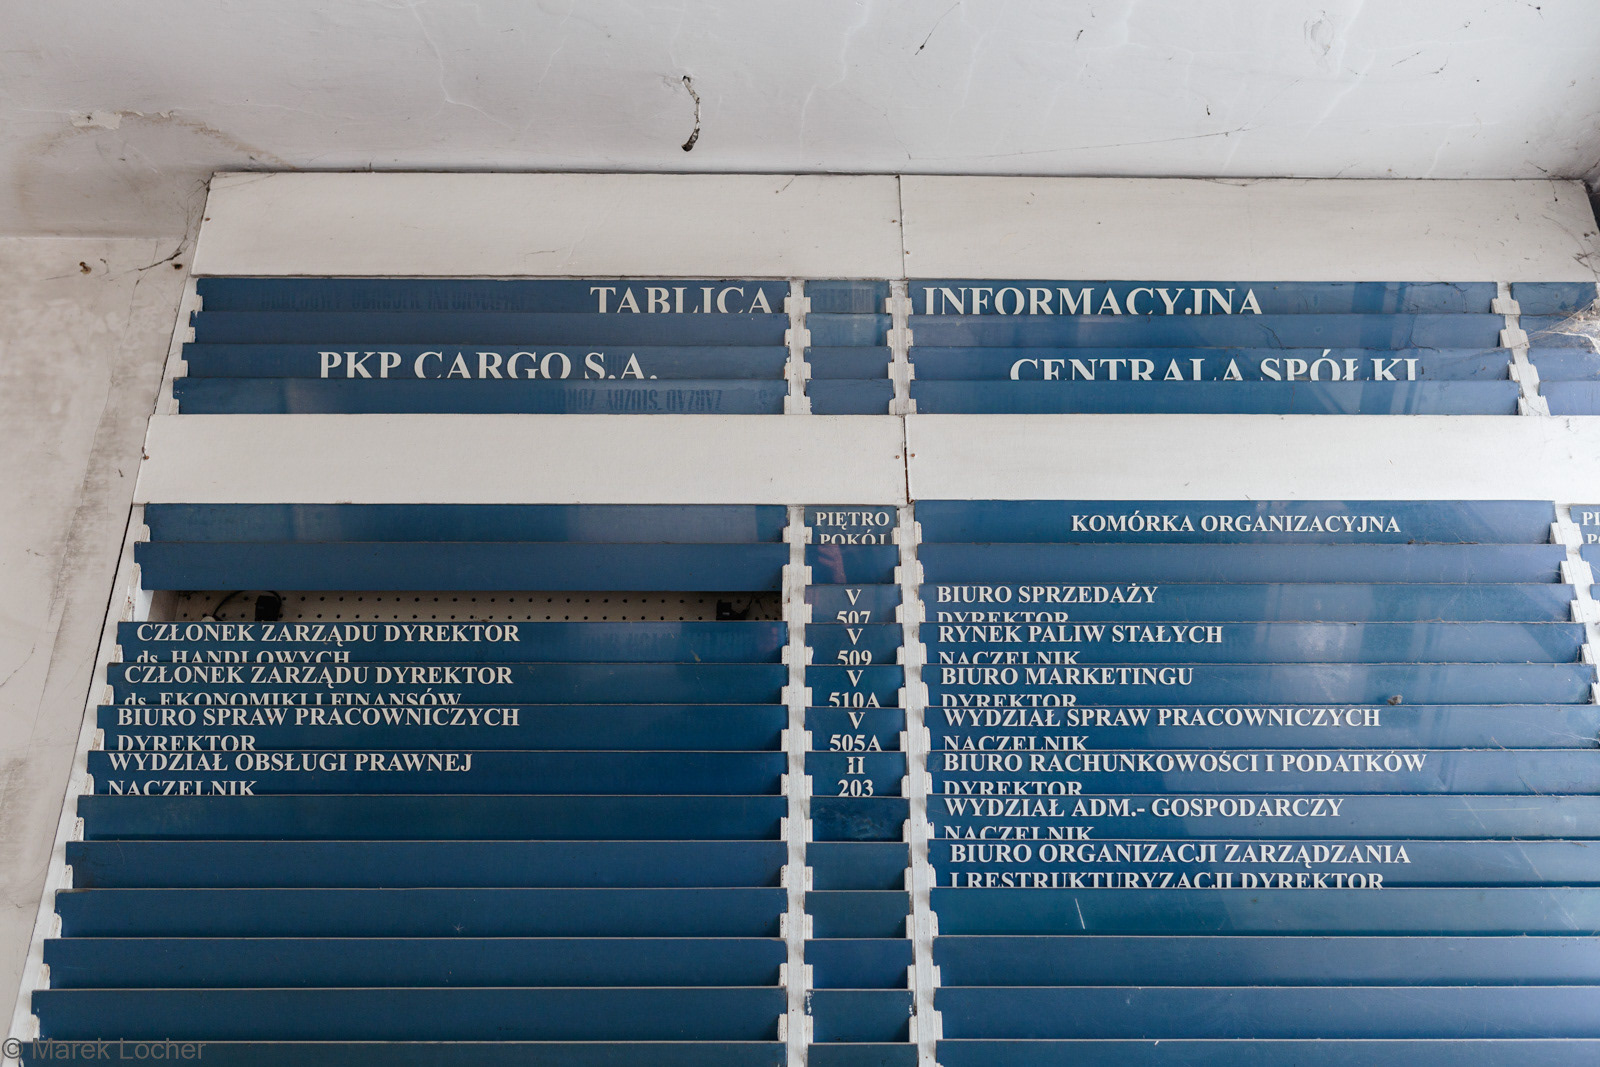 TABLICA INFORMACYJNA
PKP CARGO S.A. CENTRALA SPÓŁKI
PIĘTRO
POKÓJ
KOMÓRKA ORGANIZACYJNA
CZŁONEK ZARZĄDU DYREKTOR
ds. HANDLOWYCH
CZŁONEK ZARZĄDU DYREKTOR
ds. EKONOMIKI I FINANSÓW
BIURO SPRAW PRACOWNICZYCH
DYREKTOR
WYDZIAŁ OBSŁUGI PRAWNEJ
NACZELNIK
V
507
V
509
V
510A
V
505A
II
203
BIURO SPRZEDAŻY
DYREKTOR
RYNEK PALIW STAŁYCH
NACZELNIK
BIURO MARKETINGU
DYREKTOR
WYDZIAŁ SPRAW PRACOWNICZYCH
NACZELNIK
BIURO RACHUNKOWOŚCI I PODATKÓW
DYREKTOR
WYDZIAŁ ADM.- GOSPODARCZY
NACZELNIK
BIURO ORGANIZACJI ZARZĄDZANIA
I RESTRUKTURYZACJI DYREKTOR
© Marek Locher